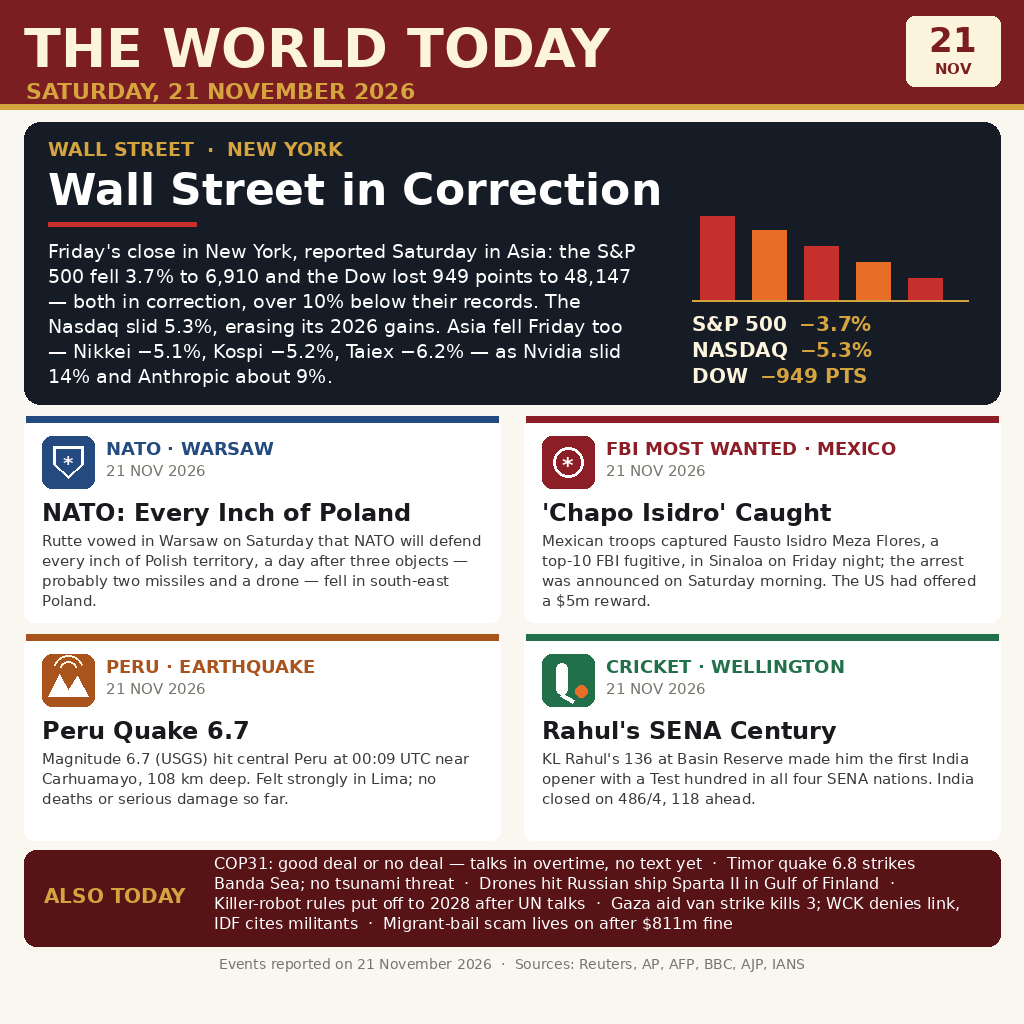 THE WORLD TODAY
SATURDAY, 21 NOVEMBER 2026
21
NOV
WALL STREET · NEW YORK
Wall Street in Correction
Friday's close in New York, reported Saturday in Asia: the S&P
500 fell 3.7% to 6,910 and the Dow lost 949 points to 48,147
— both in correction, over 10% below their records. The
Nasdaq slid 5.3%, erasing its 2026 gains. Asia fell Friday too
— Nikkei −5.1%, Kospi −5.2%, Taiex −6.2% — as Nvidia slid
14% and Anthropic about 9%.
S&P 500 −3.7%
NASDAQ −5.3%
DOW −949 PTS
NATO · WARSAW
21 NOV 2026
NATO: Every Inch of Poland
Rutte vowed in Warsaw on Saturday that NATO will defend
every inch of Polish territory, a day after three objects —
probably two missiles and a drone — fell in south-east
Poland.
FBI MOST WANTED · MEXICO
21 NOV 2026
'Chapo Isidro' Caught
Mexican troops captured Fausto Isidro Meza Flores, a
top-10 FBI fugitive, in Sinaloa on Friday night; the arrest
was announced on Saturday morning. The US had offered
a $5m reward.
PERU · EARTHQUAKE
21 NOV 2026
Peru Quake 6.7
Magnitude 6.7 (USGS) hit central Peru at 00:09 UTC near
Carhuamayo, 108 km deep. Felt strongly in Lima; no
deaths or serious damage so far.
CRICKET · WELLINGTON
21 NOV 2026
Rahul's SENA Century
KL Rahul's 136 at Basin Reserve made him the first India
opener with a Test hundred in all four SENA nations. India
closed on 486/4, 118 ahead.
ALSO TODAY
COP31: good deal or no deal — talks in overtime, no text yet · Timor quake 6.8 strikes
Banda Sea; no tsunami threat · Drones hit Russian ship Sparta II in Gulf of Finland ·
Killer-robot rules put off to 2028 after UN talks · Gaza aid van strike kills 3; WCK denies link,
IDF cites militants · Migrant-bail scam lives on after $811m fine
Events reported on 21 November 2026 · Sources: Reuters, AP, AFP, BBC, AJP, IANS